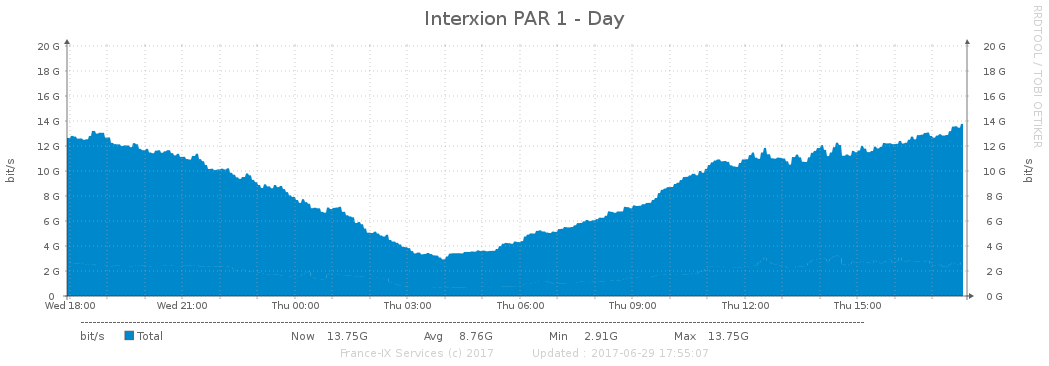 Interxion PAR 1 - Day
RRDTOOL / TOBI OETIKER
bit/s
20 G 20 G
18 G 18 G
16 G 16 G
14 G 14 G
12 G 12 G
10 G 10 G
8 G 8 G
6 G 6 G
4 G 4 G
2 G 2 G
0 0 G
bit/s
Wed 18:00 Wed 21:00 Thu 00:00 Thu 03:00 Thu 06:00 Thu 09:00 Thu 12:00 Thu 15:00
bit/s Total Now 13.75G Avg 8.76G Min 2.91G Max 13.75G
France-IX Services (c) 2017 Updated : 2017-06-29 17:55:07